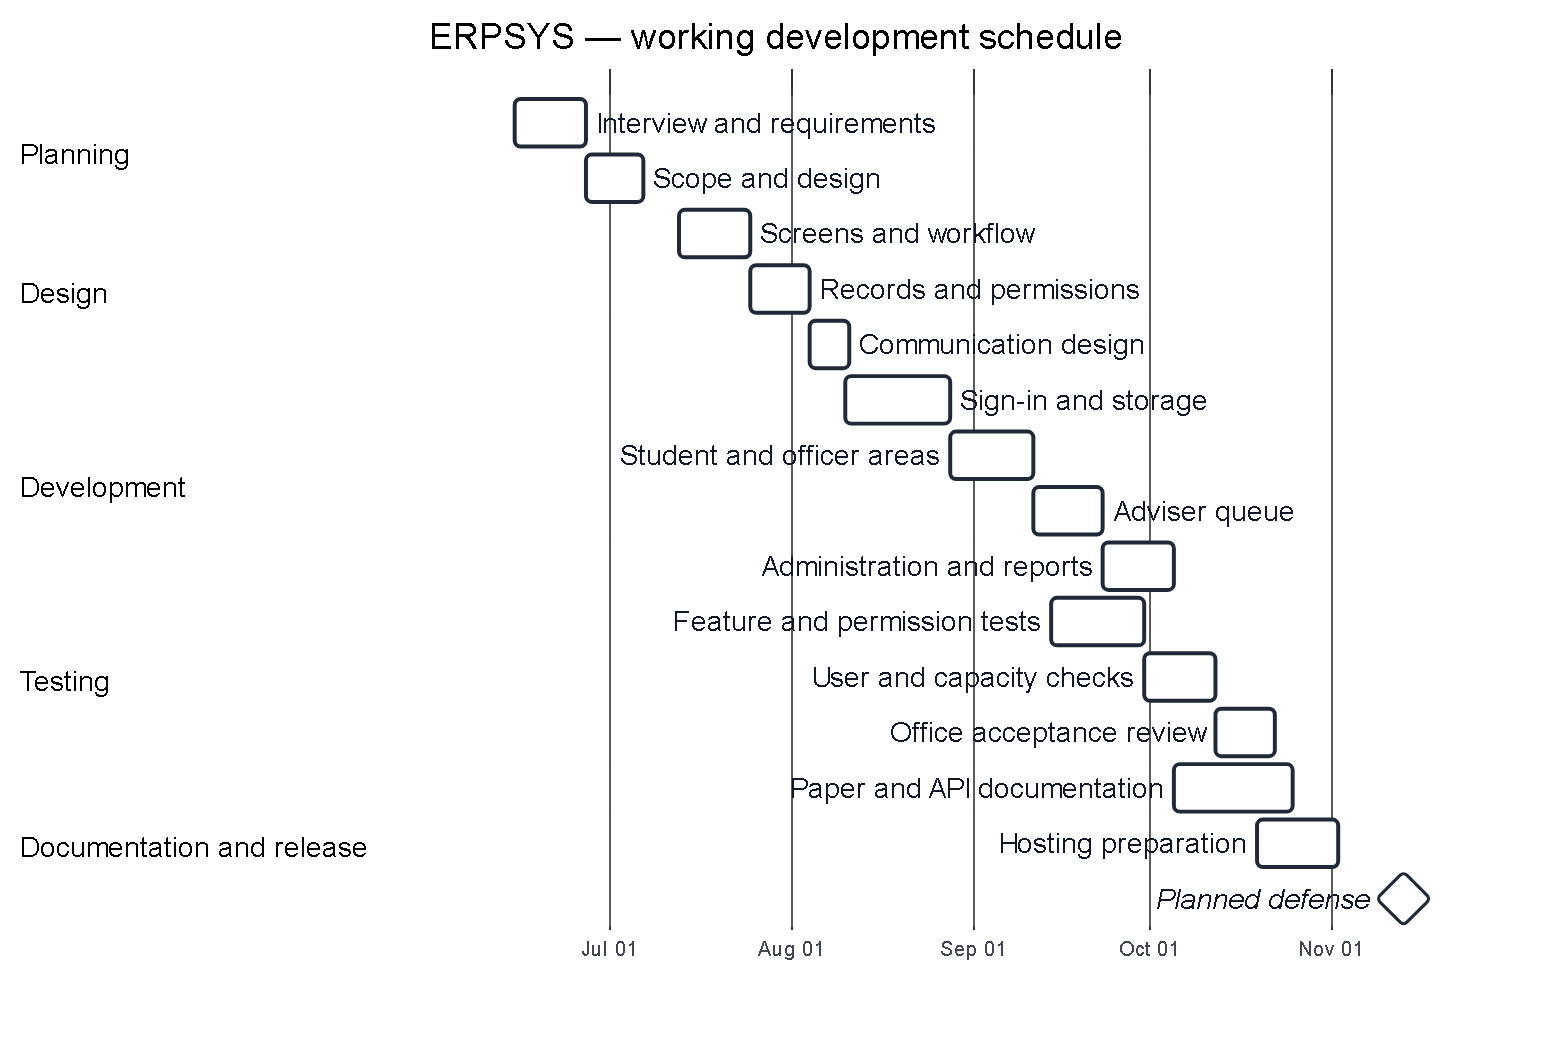 ERPSYS — working development schedule
Interview and requirements
Planning
Scope and design
Screens and workflow
Records and permissions
Design
Communication design
Sign-in and storage
Student and officer areas
Development
Adviser queue
Administration and reports
Feature and permission tests
User and capacity checks
Testing
Office acceptance review
Paper and API documentation
Hosting preparation
Documentation and release
Planned defense
Jul 01 Aug 01 Sep 01 Oct 01 Nov 01